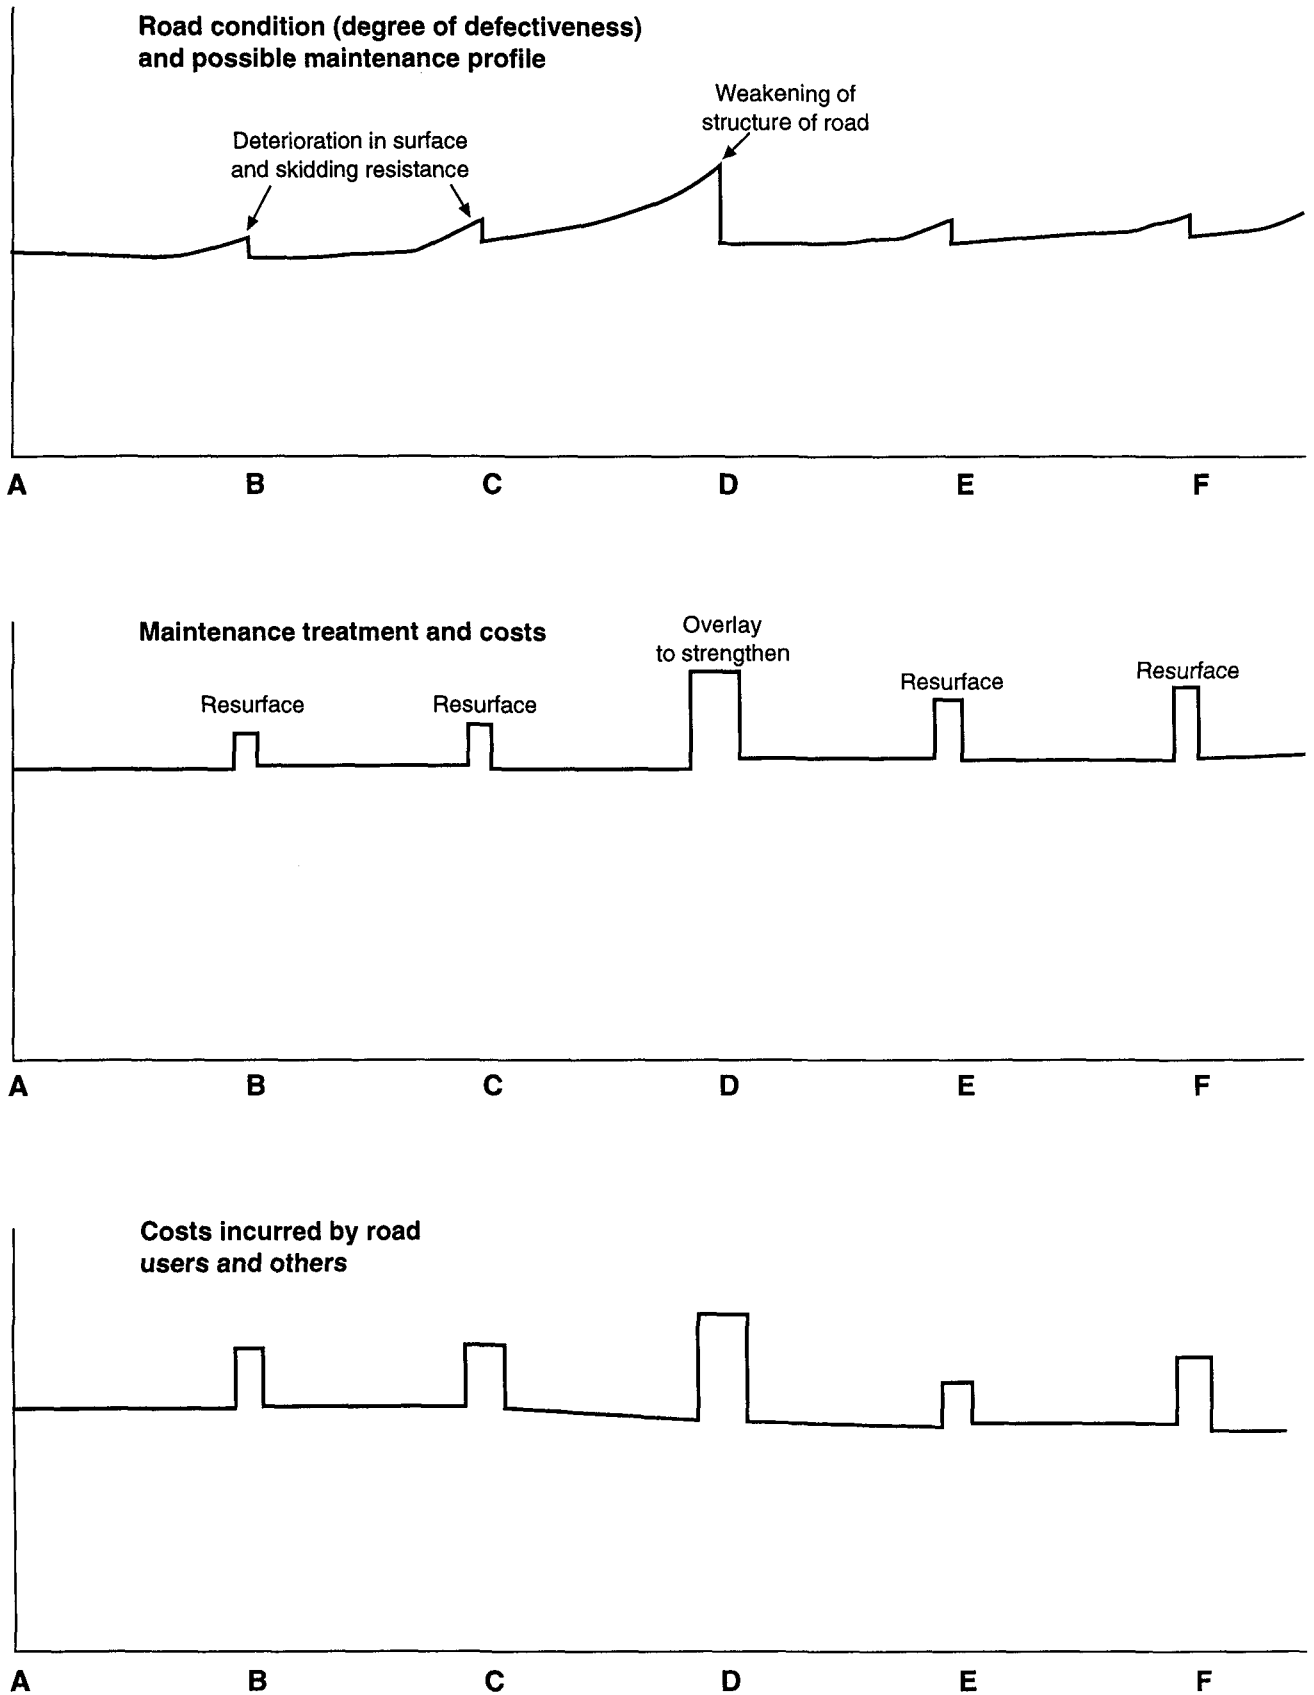 Road condition (degree of defectiveness)
and possible maintenance profile
Weakening of
structure of road
Deterioration in surface
and skidding resistance
A B C D E F
Maintenance treatment and costs
Overlay
to strengthen
Resurface
Resurface
Resurface
Resurface
A B C D E F
Costs incurred by road
users and others
A B C D E F